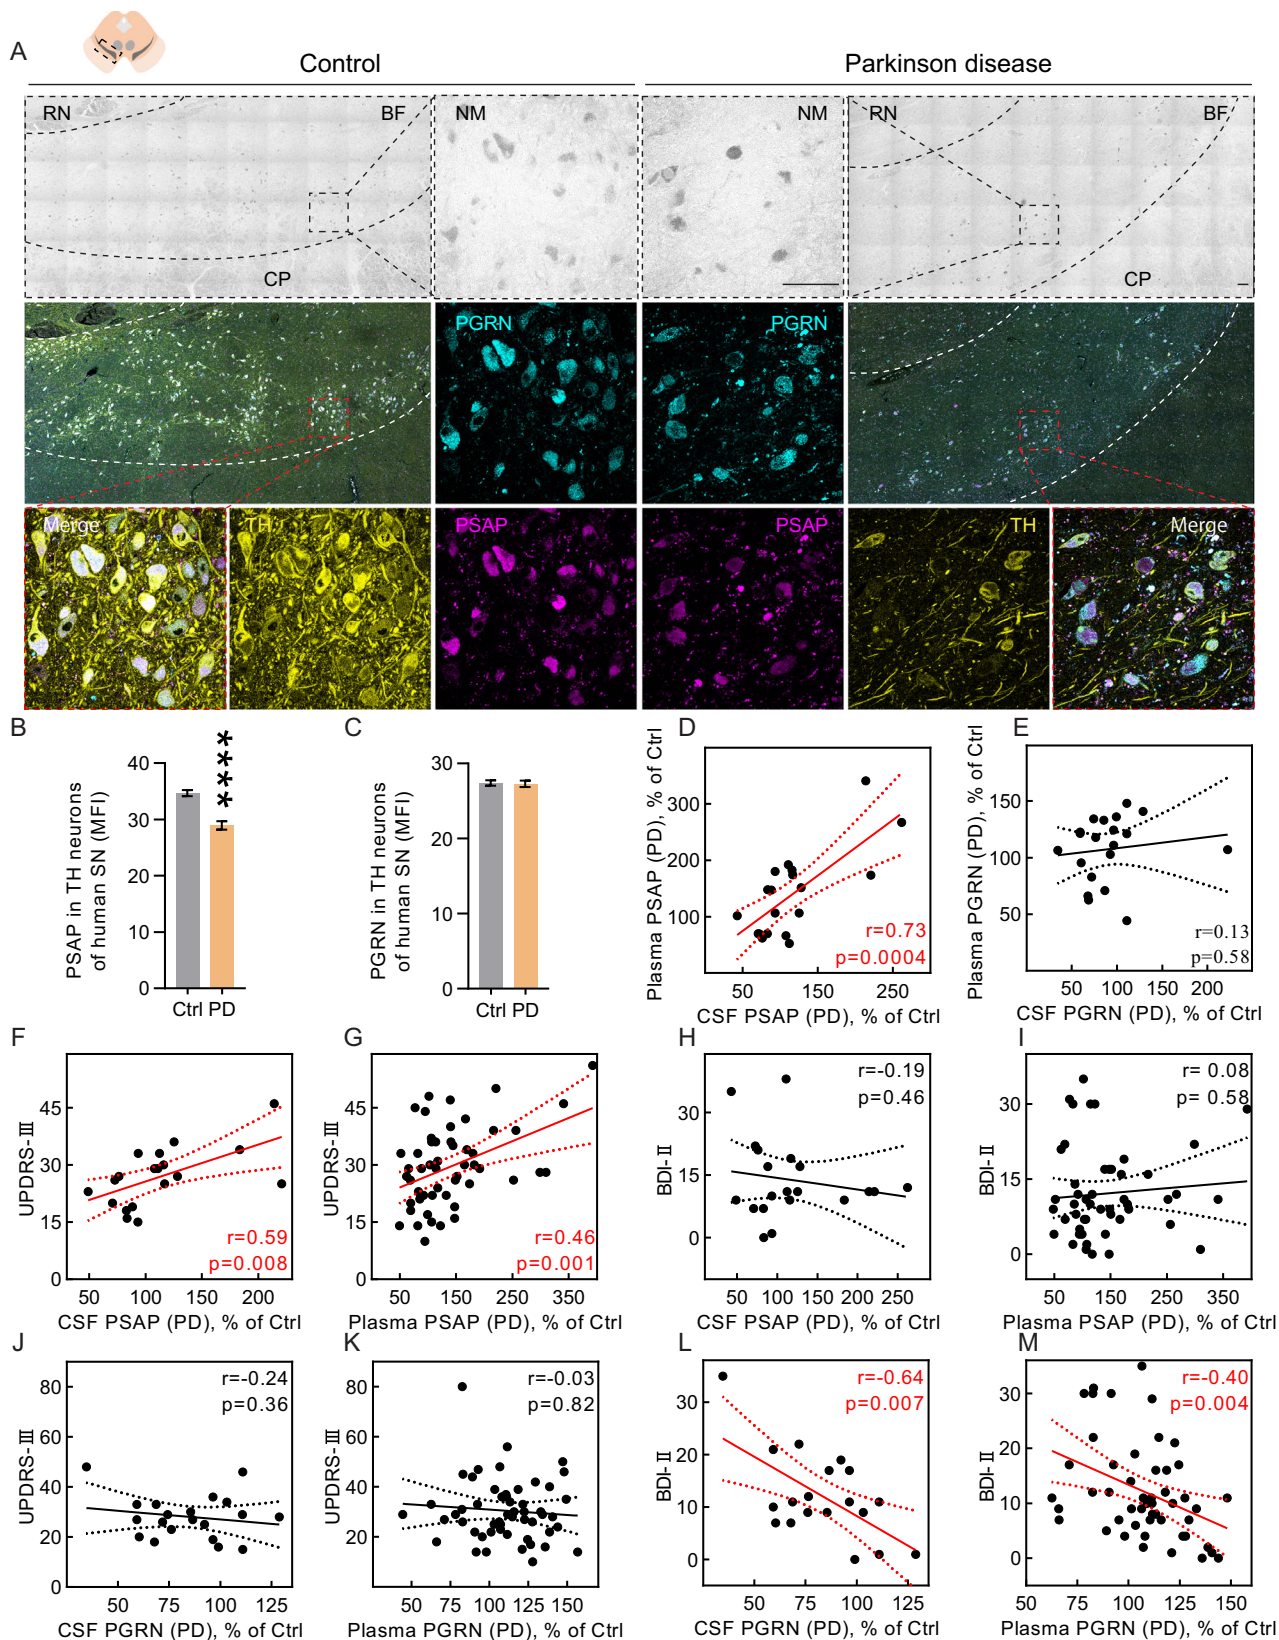 A
Control
Parkinson disease
RN
BF
NM
NM
RN
BF
CP
CP
PGRN
PGRN
Merge
TH
PSAP
PSAP
TH
Merge
B
PSAP in TH neurons
of human SN (MFI)
40
30
20
10
0
****
Ctrl PD
C
PGRN in TH neurons
of human SN (MFI)
30
20
10
0
Ctrl PD
D
Plasma PSAP (PD), % of Ctrl
300
200
100
r=0.73
p=0.0004
50 150 250
CSF PSAP (PD), % of Ctrl
E
Plasma PGRN (PD), % of Ctrl
150
100
50
r=0.13
p=0.58
50 100 150 200
CSF PGRN (PD), % of Ctrl
F
UPDRS-III
45
30
15
0
r=0.59
p=0.008
50 100 150 200
CSF PSAP (PD), % of Ctrl
G
UPDRS-III
45
30
15
0
r=0.46
p=0.001
50 150 250 350
Plasma PSAP (PD), % of Ctrl
H
BDI-II
30
15
0
r=-0.19
p=0.46
50 100 150 200 250
CSF PSAP (PD), % of Ctrl
I
BDI-II
30
20
10
0
r= 0.08
p= 0.58
50 150 250 350
Plasma PSAP (PD), % of Ctrl
J
UPDRS-III
80
60
40
20
0
r=-0.24
p=0.36
50 75 100 125
CSF PGRN (PD), % of Ctrl
K
UPDRS-III
80
60
40
20
0
r=-0.03
p=0.82
50 75 100 125 150
Plasma PGRN (PD), % of Ctrl
L
BDI-II
30
20
10
0
r=-0.64
p=0.007
50 75 100 125
CSF PGRN (PD), % of Ctrl
M
BDI-II
30
20
10
0
r=-0.40
p=0.004
50 75 100 125 150
Plasma PGRN (PD), % of Ctrl